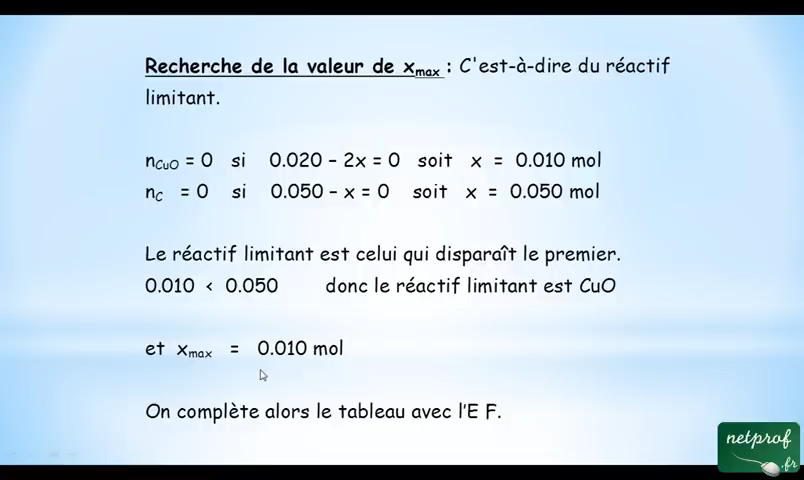 Recherche de la valeur de xmax : C'est-à-dire du réactif
limitant.
nCuO = 0 si 0.020 – 2x = 0 soit x = 0.010 mol
nC = 0 si 0.050 – x = 0 soit x = 0.050 mol
Le réactif limitant est celui qui disparaît le premier.
0.010 < 0.050 donc le réactif limitant est CuO
et xmax = 0.010 mol
On complète alors le tableau avec l'E F.
netprof
.fr